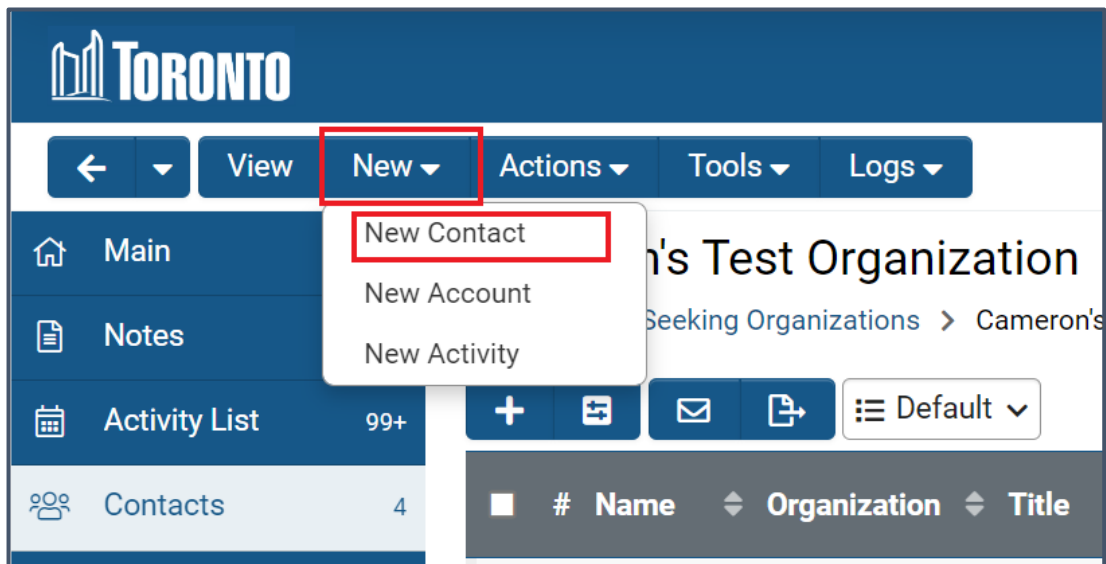 TORONTO
View New Actions Tools Logs
Main
Notes
Activity List 99+
Contacts 4
New Contact
New Account
New Activity
's Test Organization
Seeking Organizations > Cameron's
Default
# Name Organization Title